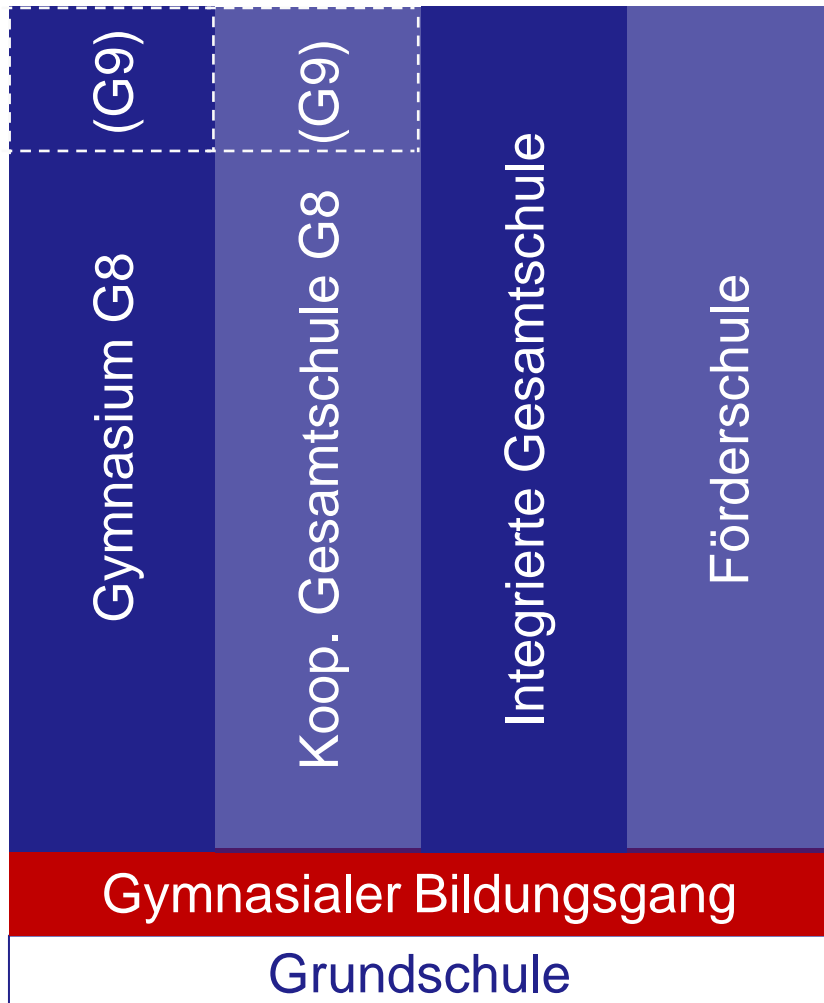 (G9)
Gymnasium G8
(G9)
Koop. Gesamtschule G8
Integrierte Gesamtschule
Förderschule
Gymnasialer Bildungsgang
Grundschule